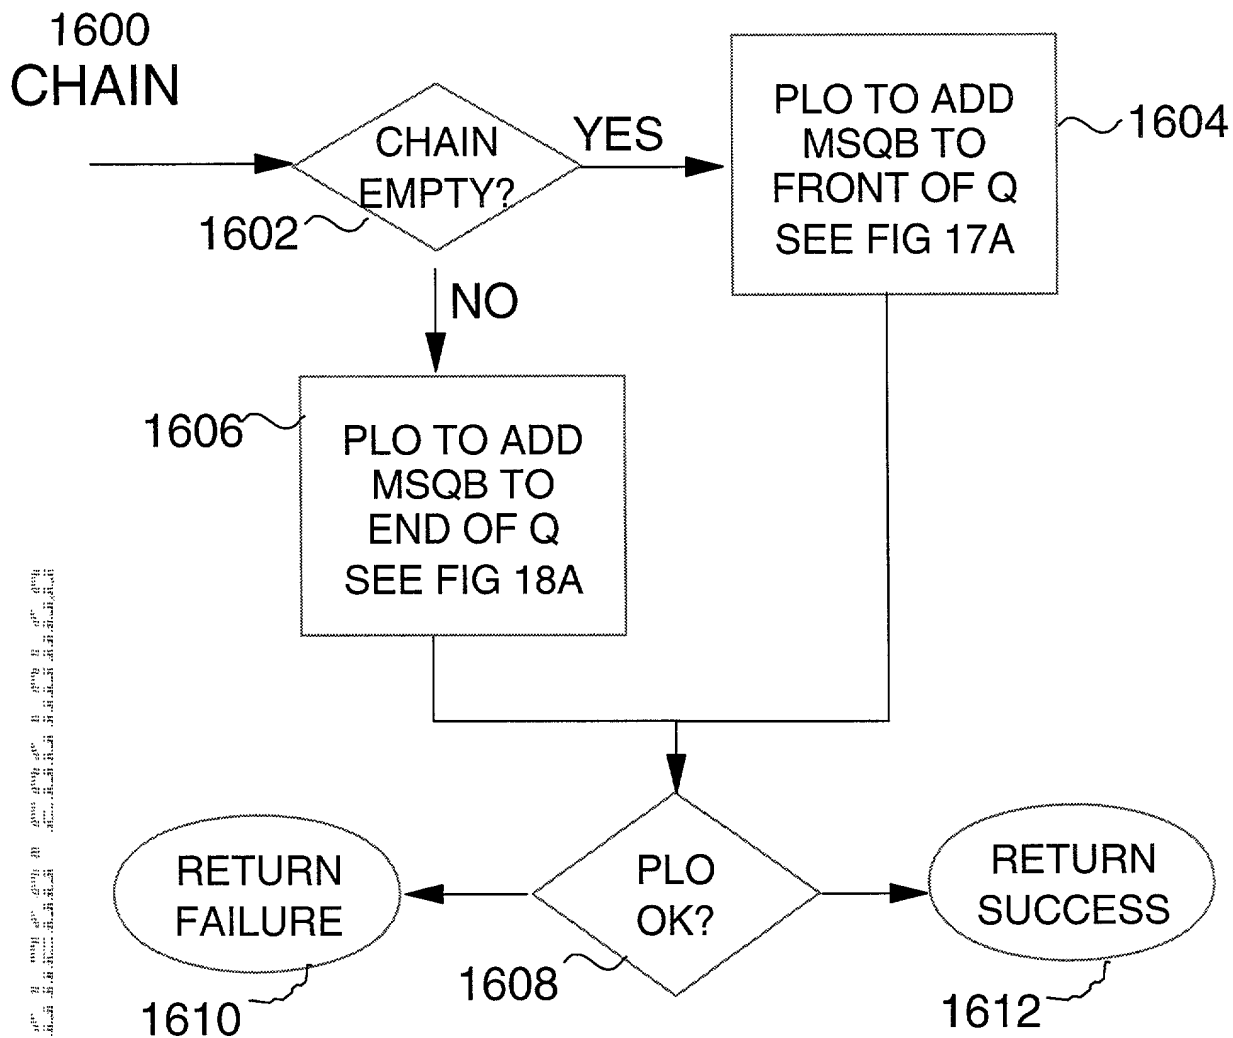 1600
CHAIN
CHAIN
EMPTY?
YES
1602
NO
PLO TO ADD
MSQB TO
FRONT OF Q
SEE FIG 17A
1604
1606
PLO TO ADD
MSQB TO
END OF Q
SEE FIG 18A
PLO
OK?
1608
RETURN
FAILURE
1610
RETURN
SUCCESS
1612